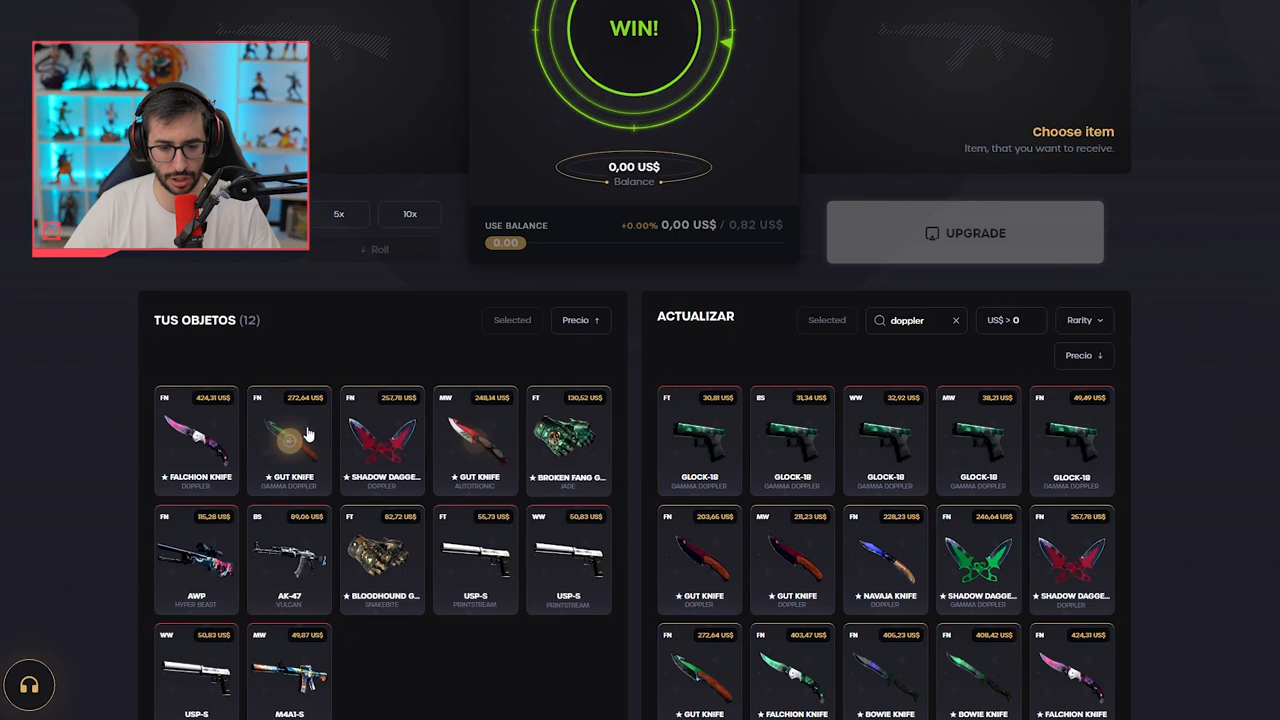 WIN!
0,00 US$
Balance
Choose item
Item, that you want to receive.
5x
10x
Roll
USE BALANCE
+0.00% 0,00 US$ / 0,82 US$
0.00
UPGRADE
TUS OBJETOS (12)
Selected
Precio ↑
ACTUALIZAR
Selected
doppler
US$ > 0
Rarity
Precio ↓
FN 424,31 US$
★ FALCHION KNIFE
DOPPLER
FN 272,64 US$
★ GUT KNIFE
GAMMA DOPPLER
FN 257,78 US$
★ SHADOW DAGGE...
DOPPLER
MW 248,14 US$
★ GUT KNIFE
AUTOTRONIC
FT 130,52 US$
★ BROKEN FANG G...
JADE
FT 30,81 US$
GLOCK-18
GAMMA DOPPLER
BS 31,34 US$
GLOCK-18
GAMMA DOPPLER
WW 32,92 US$
GLOCK-18
GAMMA DOPPLER
MW 38,21 US$
GLOCK-18
GAMMA DOPPLER
FN 49,49 US$
GLOCK-18
GAMMA DOPPLER
FN 115,28 US$
AWP
HYPER BEAST
BS 89,06 US$
AK-47
VULCAN
FT 82,72 US$
★ BLOODHOUND G...
SNAKEBITE
FT 55,73 US$
USP-S
PRINTSTREAM
WW 50,83 US$
USP-S
PRINTSTREAM
FN 203,65 US$
★ GUT KNIFE
DOPPLER
MW 211,23 US$
★ GUT KNIFE
DOPPLER
FN 228,23 US$
★ NAVAJA KNIFE
DOPPLER
FN 246,64 US$
★ SHADOW DAGGE...
GAMMA DOPPLER
FN 257,78 US$
★ SHADOW DAGGE...
DOPPLER
WW 50,83 US$
USP-S
MW 49,87 US$
M4A1-S
FN 272,64 US$
★ GUT KNIFE
FN 403,47 US$
★ FALCHION KNIFE
FN 405,23 US$
★ BOWIE KNIFE
FN 408,42 US$
★ BOWIE KNIFE
FN 424,31 US$
★ FALCHION KNIFE